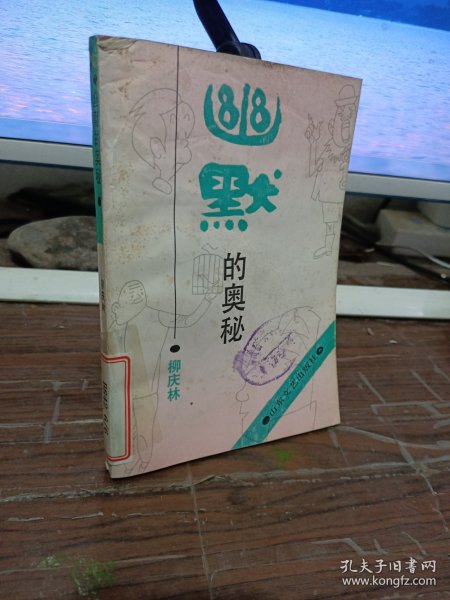 幽默
的奥秘
柳庆林
山东文艺出版社
孔夫子旧书网
www.kongfz.com